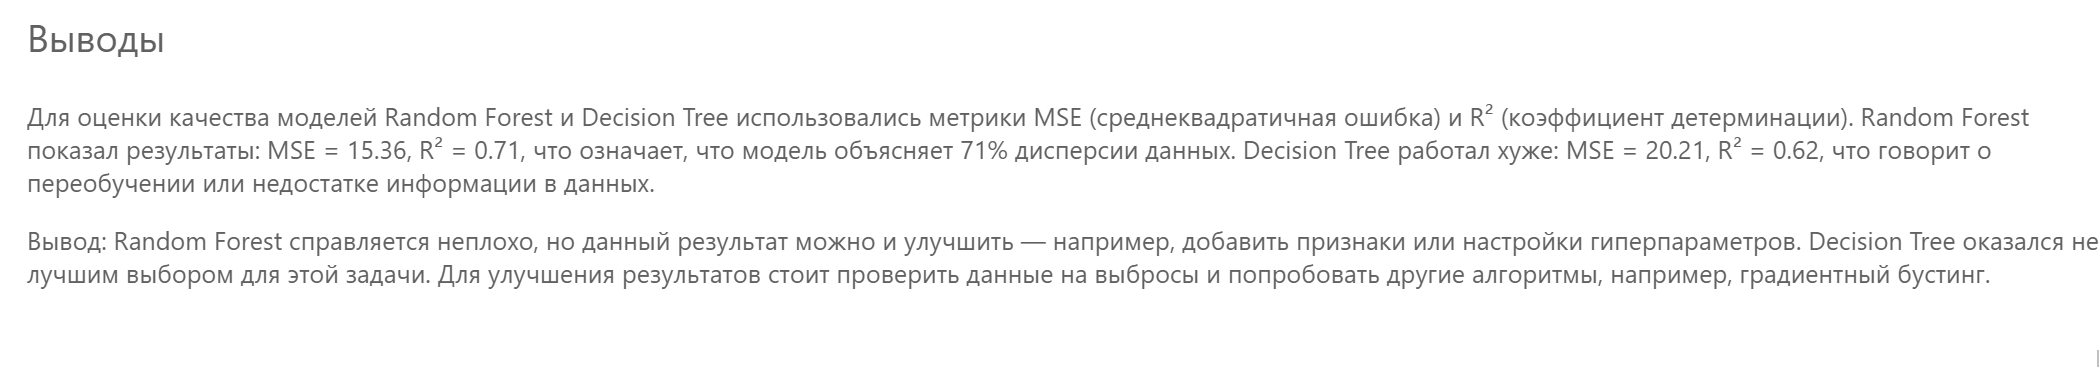 Выводы
Для оценки качества моделей Random Forest и Decision Tree использовались метрики MSE (среднеквадратичная ошибка) и R² (коэффициент детерминации). Random Forest
показал результаты: MSE = 15.36, R² = 0.71, что означает, что модель объясняет 71% дисперсии данных. Decision Tree работал хуже: MSE = 20.21, R² = 0.62, что говорит о
переобучении или недостатке информации в данных.
Вывод: Random Forest справляется неплохо, но данный результат можно и улучшить — например, добавить признаки или настройки гиперпараметров. Decision Tree оказался не
лучшим выбором для этой задачи. Для улучшения результатов стоит проверить данные на выбросы и попробовать другие алгоритмы, например, градиентный бустинг.